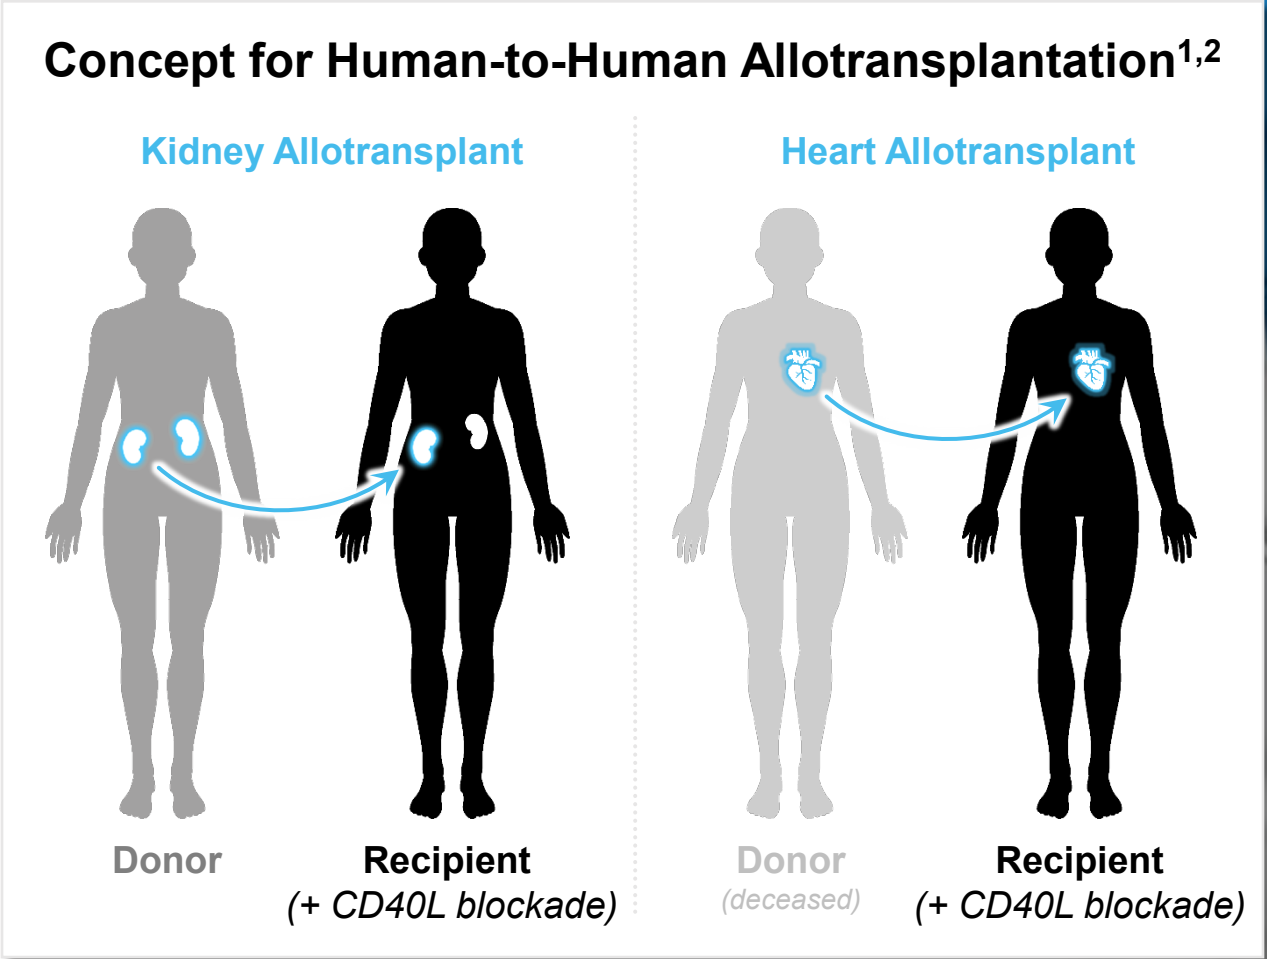 Concept for Human-to-Human Allotransplantation1,2
Kidney Allotransplant
Heart Allotransplant
Donor
Recipient
(+ CD40L blockade)
Donor
(deceased)
Recipient
(+ CD40L blockade)